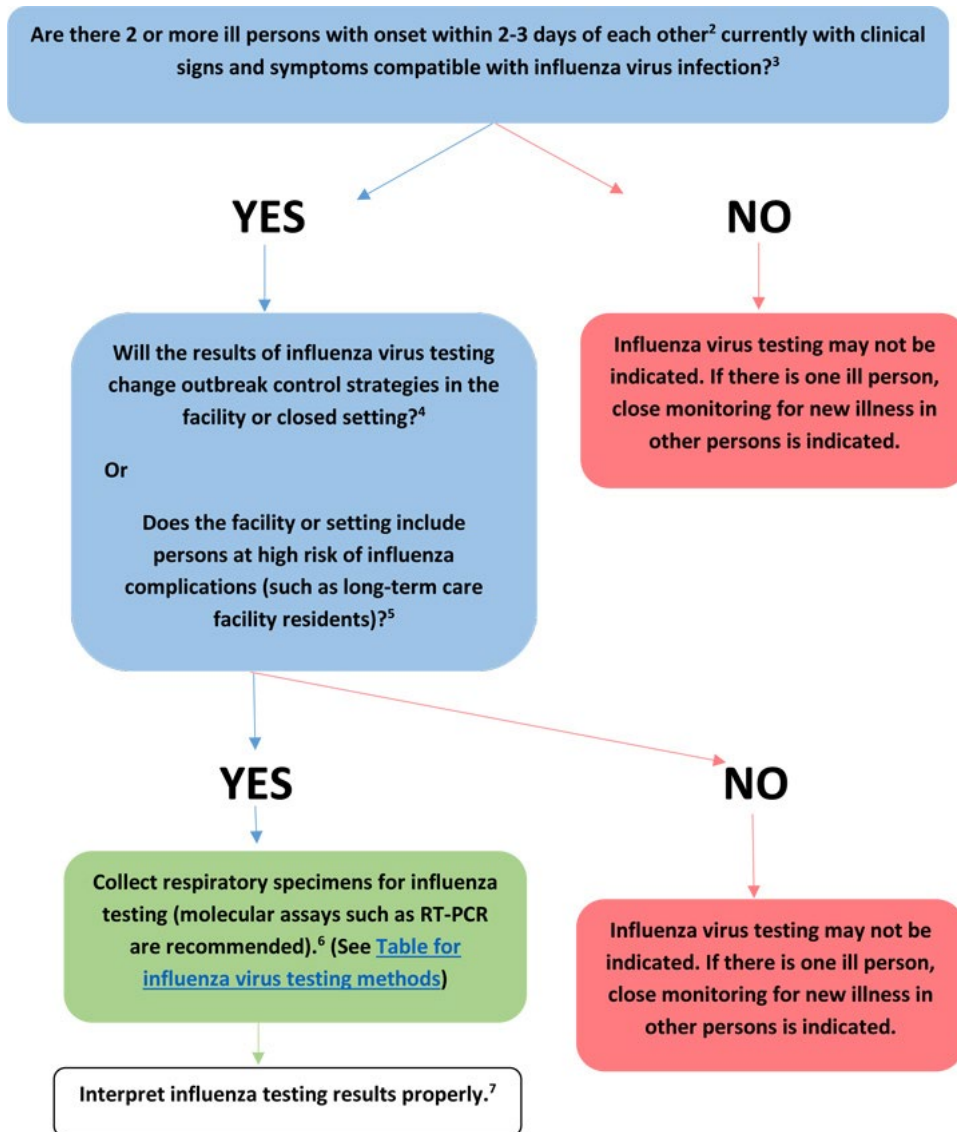 Are there 2 or more ill persons with onset within 2-3 days of each other² currently with clinical
signs and symptoms compatible with influenza virus infection?³
YES
NO
Will the results of influenza virus testing
change outbreak control strategies in the
facility or closed setting?⁴
Or
Does the facility or setting include
persons at high risk of influenza
complications (such as long-term care
facility residents)?⁵
Influenza virus testing may not be
indicated. If there is one ill person,
close monitoring for new illness in
other persons is indicated.
YES
NO
Collect respiratory specimens for influenza
testing (molecular assays such as RT-PCR
are recommended).⁶ (See Table for
influenza virus testing methods)
Influenza virus testing may not be
indicated. If there is one ill person,
close monitoring for new illness in
other persons is indicated.
Interpret influenza testing results properly.⁷